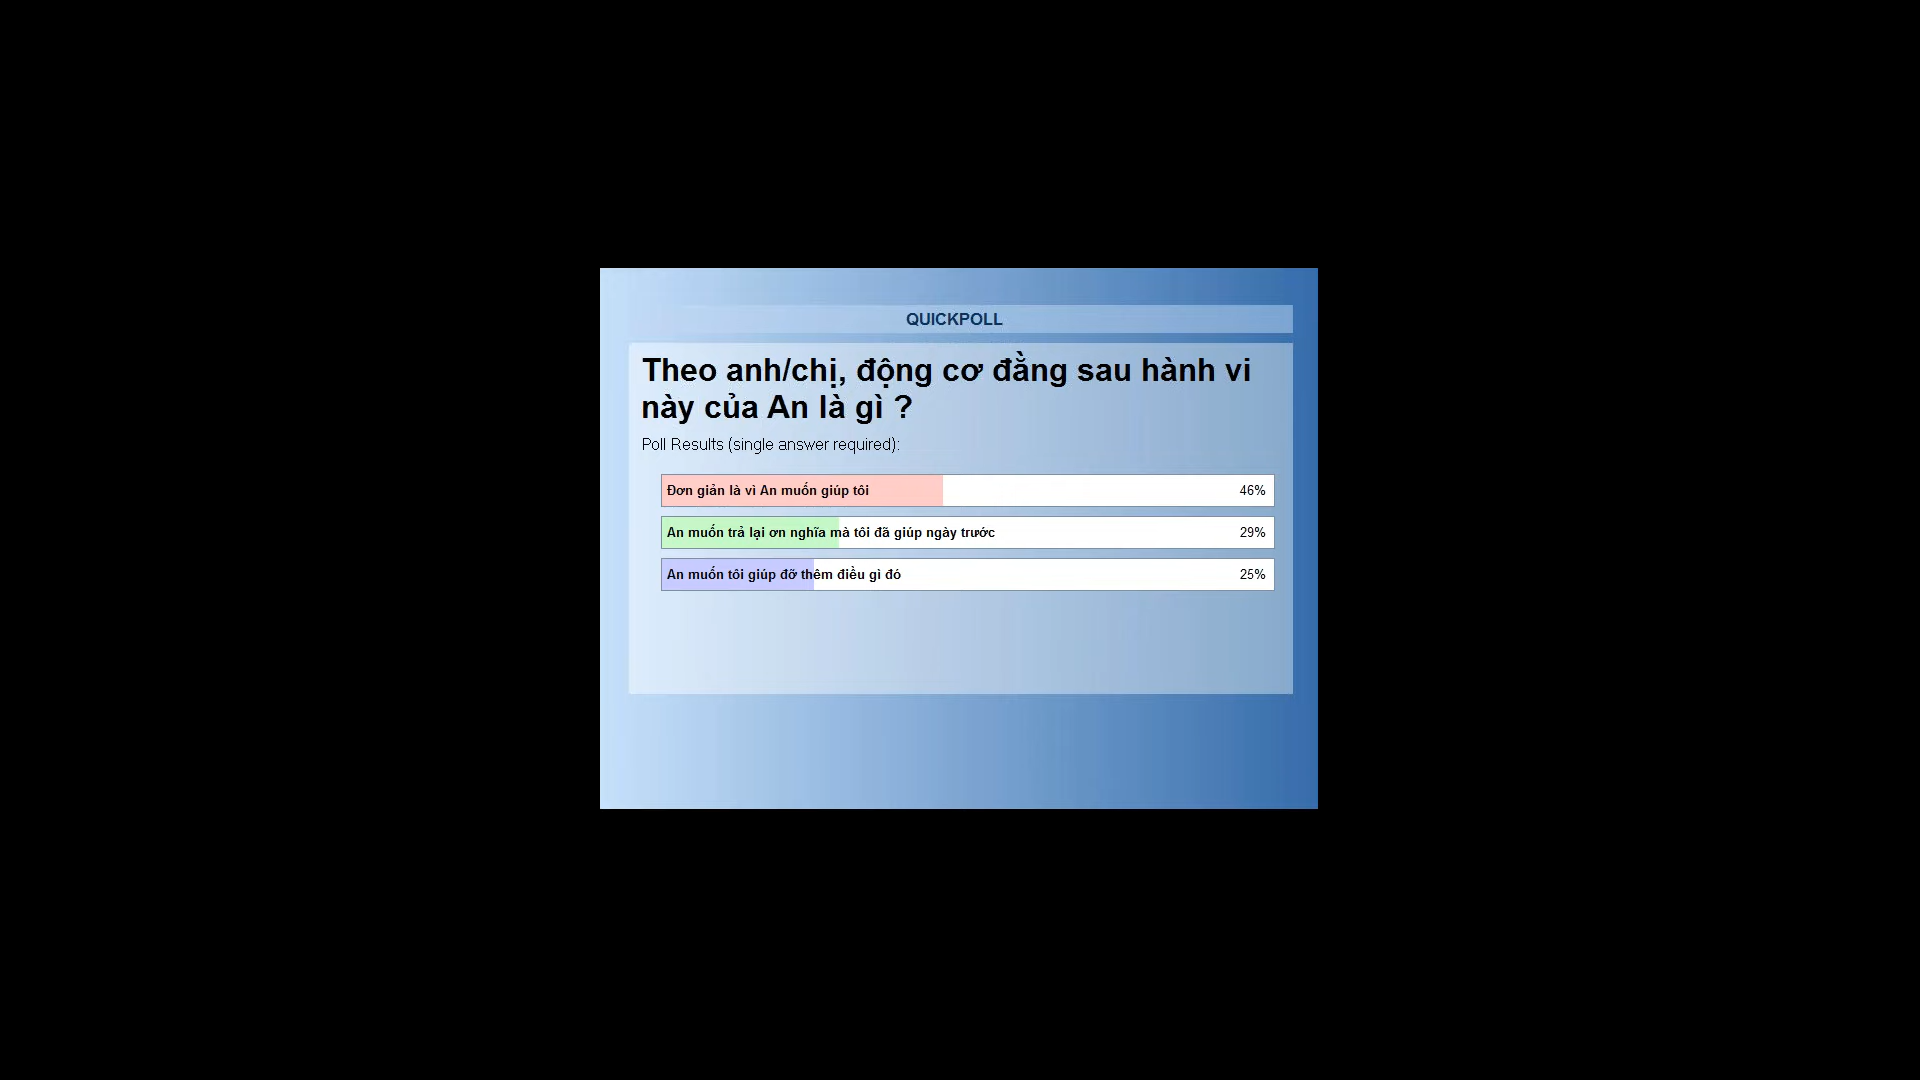 QUICKPOLL
Theo anh/chị, động cơ đằng sau hành vi
này của An là gì ?
Poll Results (single answer required):
Đơn giản là vì An muốn giúp tôi 46%
An muốn trả lại ơn nghĩa mà tôi đã giúp ngày trước 29%
An muốn tôi giúp đỡ thêm điều gì đó 25%